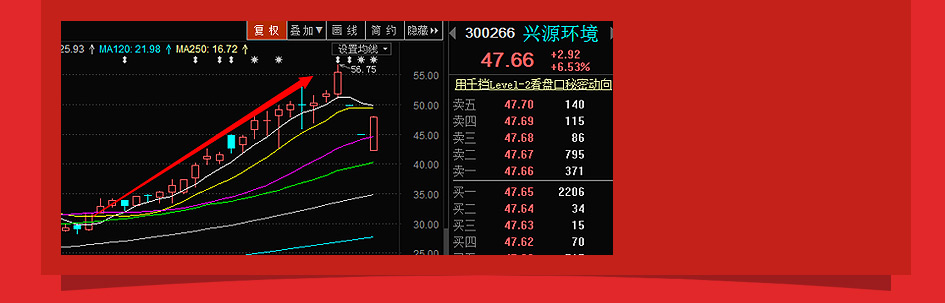 复权 叠加▼ 画线 简约 隐藏»
25.93 ↑ MA120: 21.98 ↑ MA250: 16.72 ↑
设置均线
56.75
55.00
50.00
45.00
40.00
35.00
30.00
25.00
300266 兴源环境
47.66 +2.92
+6.53%
用千档Level-2看盘口秘密动向
卖五 47.70 140
卖四 47.69 115
卖三 47.68 86
卖二 47.67 795
卖一 47.66 371
买一 47.65 2206
买二 47.64 34
买三 47.63 15
买四 47.62 70